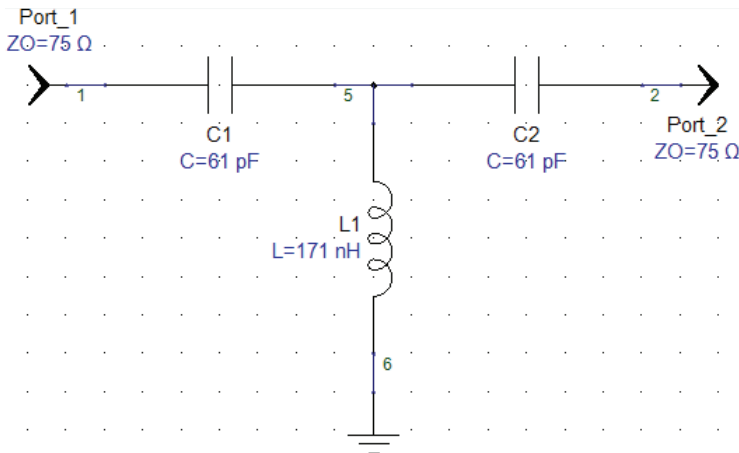 Port_1
ZO=75 Ω
1
5
2
C1
C=61 pF
C2
C=61 pF
Port_2
ZO=75 Ω
L1
L=171 nH
6